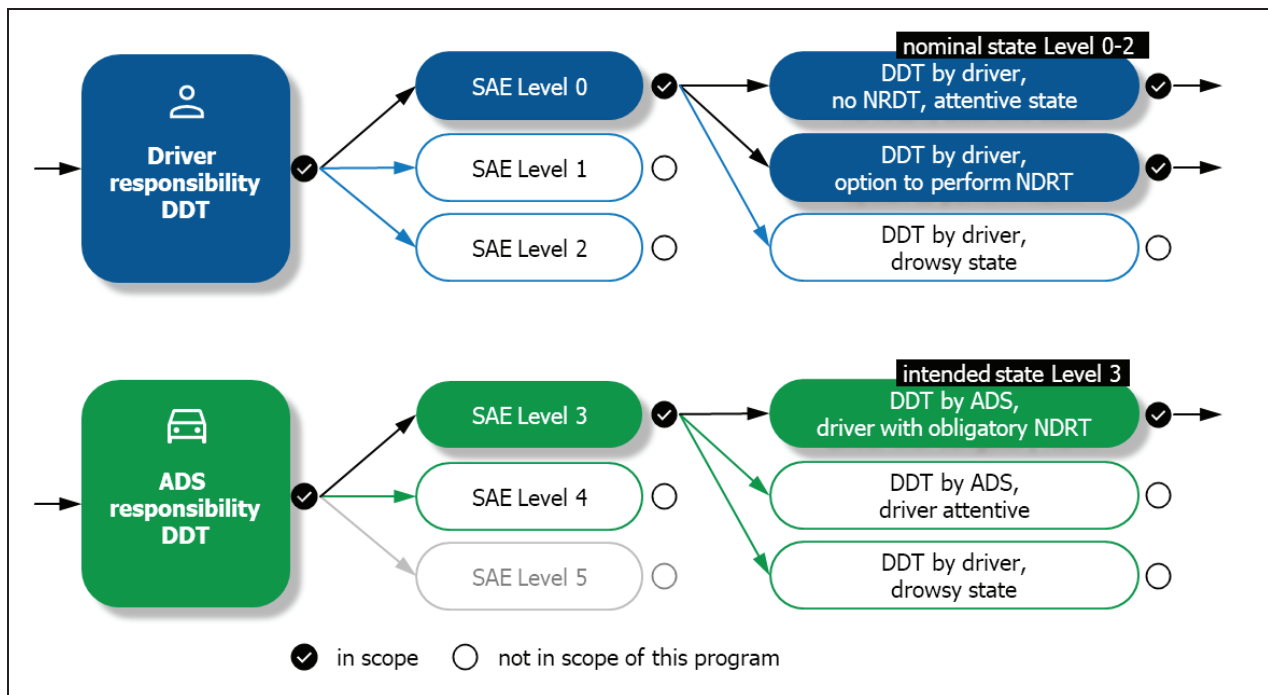 nominal state Level 0-2
Driver
responsibility
DDT
SAE Level 0
SAE Level 1
SAE Level 2
DDT by driver,
no NRDT, attentive state
DDT by driver,
option to perform NDRT
DDT by driver,
drowsy state
intended state Level 3
ADS
responsibility
DDT
SAE Level 3
SAE Level 4
SAE Level 5
DDT by ADS,
driver with obligatory NDRT
DDT by ADS,
driver attentive
DDT by driver,
drowsy state
in scope
not in scope of this program